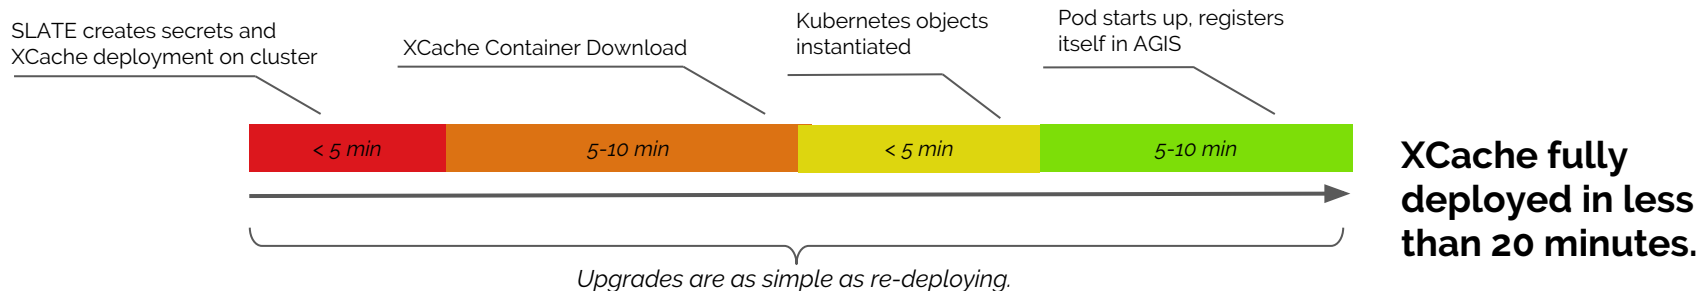 SLATE creates secrets and
XCache deployment on cluster
XCache Container Download
Kubernetes objects
instantiated
Pod starts up, registers
itself in AGIS
< 5 min
5-10 min
< 5 min
5-10 min
XCache fully
deployed in less
than 20 minutes.
Upgrades are as simple as re-deploying.